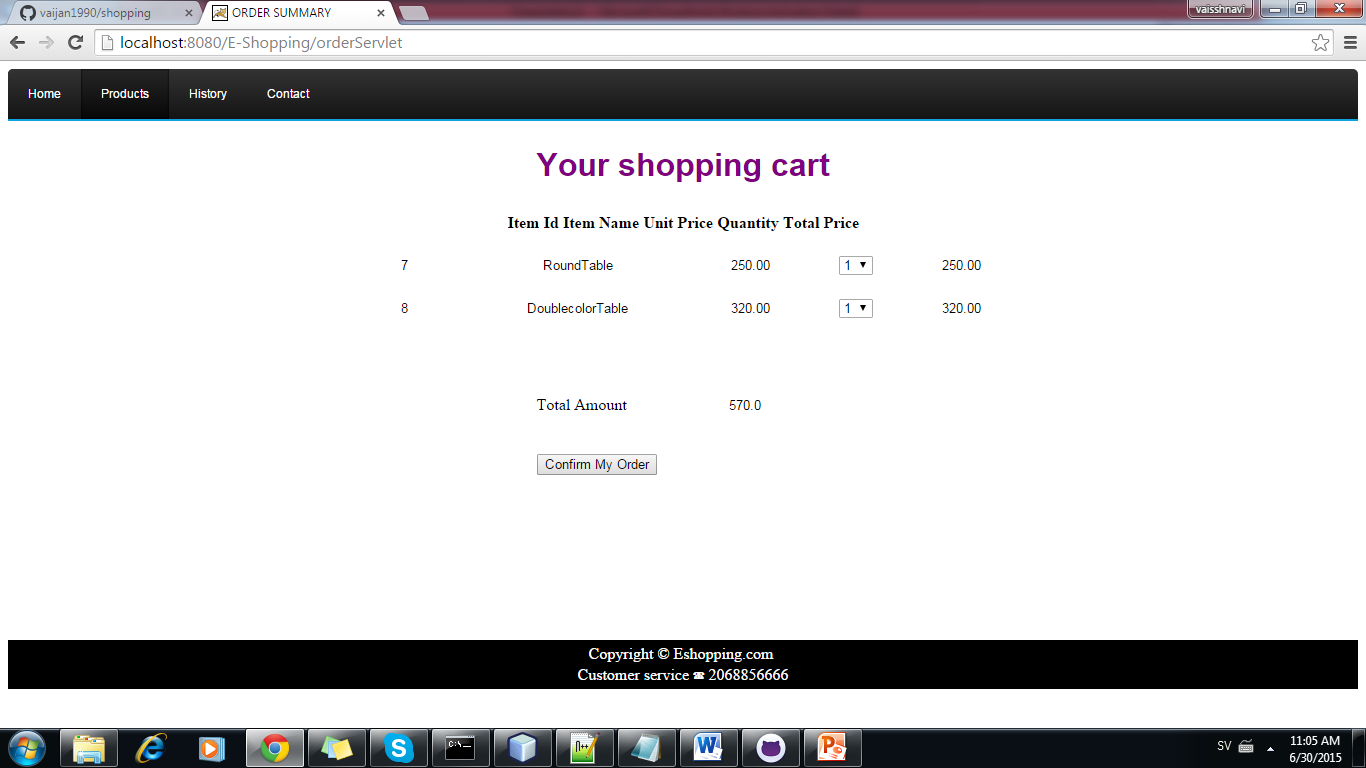 vaijan1990/shopping ORDER SUMMARY vaisshnavi
localhost:8080/E-Shopping/orderServlet
Home Products History Contact
Your shopping cart
Item Id Item Name Unit Price Quantity Total Price
7 RoundTable 250.00 1 250.00
8 DoublecolorTable 320.00 1 320.00
Total Amount 570.0
Confirm My Order
Copyright © Eshopping.com
Customer service ☎ 2068856666
SV 11:05 AM
6/30/2015